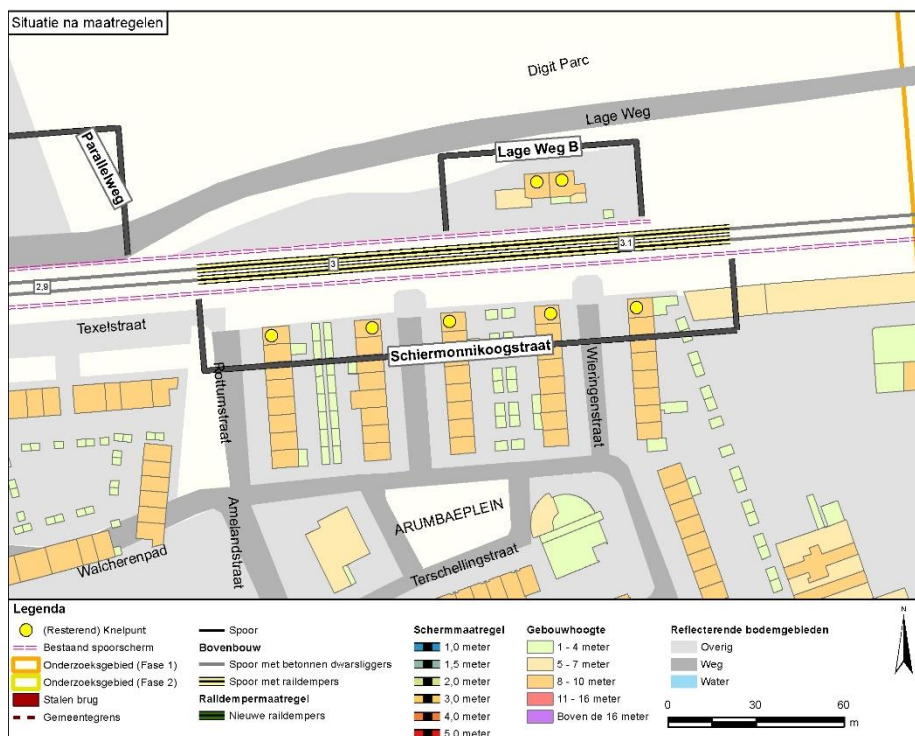 Situatie na maatregelen
Digit Parc
Lage Weg
Parallelweg
Lage Weg B
3.1
3
2,9
Texelstraat
Schiermonnikoogstraat
Rottumstraat
Wieringenstraat
Amelandstraat
ARUMBAEPLEIN
Walcherenpad
Terschellingstraat
Legenda
(Resterend) Knelpunt
Bestaand spoorscherm
Onderzoeksgebied (Fase 1)
Onderzoeksgebied (Fase 2)
Stalen brug
Gemeentegrens
Spoor
Bovenbouw
Spoor met betonnen dwarsliggers
Spoor met raildempers
Raildempermaatregel
Nieuwe raildempers
Schermmaatregel
1,0 meter
1,5 meter
2,0 meter
3,0 meter
4,0 meter
5,0 meter
Gebouwhoogte
1 - 4 meter
5 - 7 meter
8 - 10 meter
11 - 16 meter
Boven de 16 meter
Reflecterende bodemgebieden
Overig
Weg
Water
N
0 30 60
m